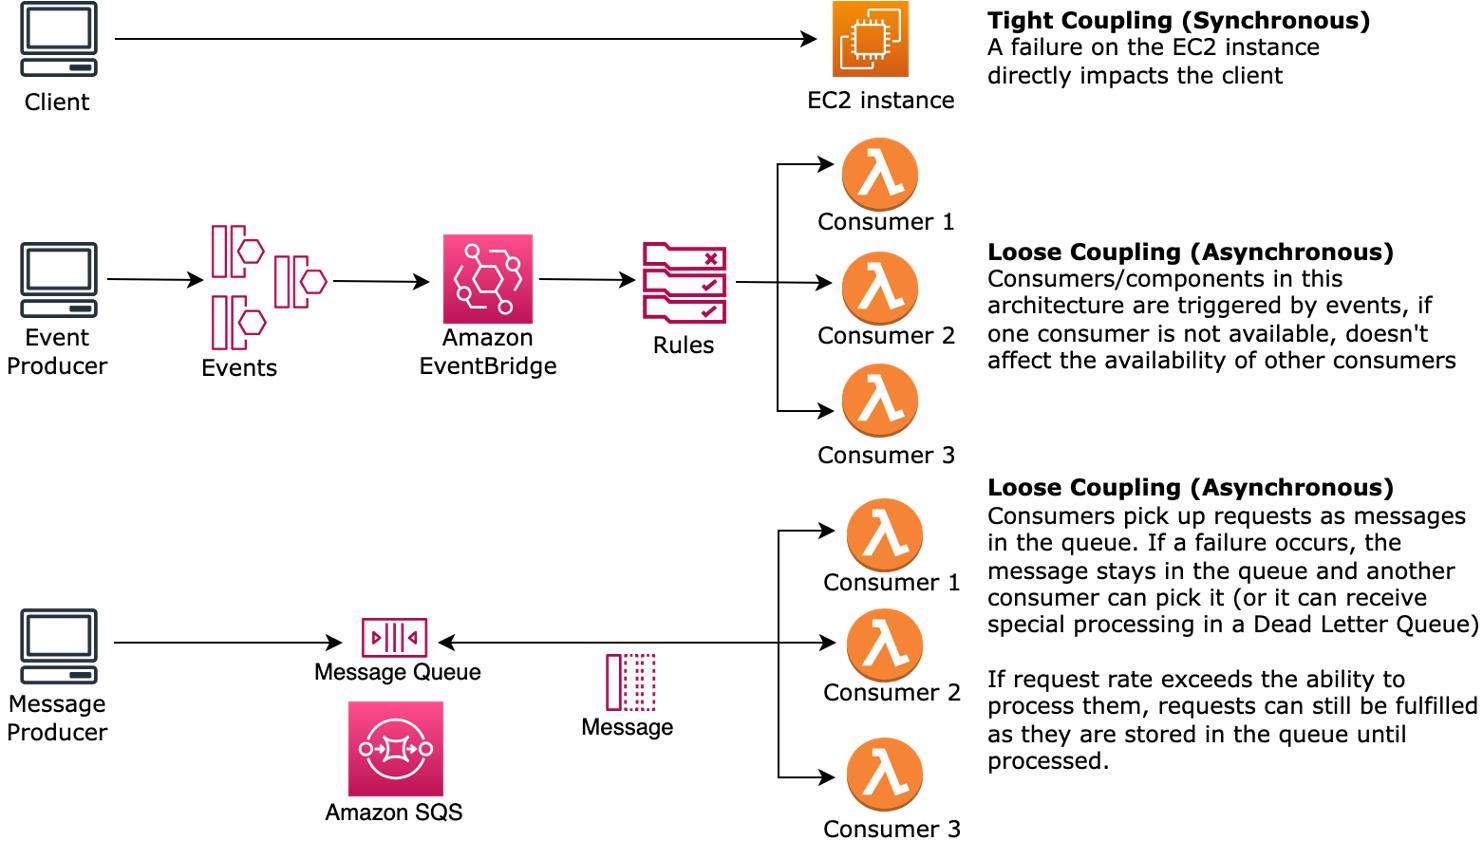 Client
EC2 instance
Tight Coupling (Synchronous)
A failure on the EC2 instance
directly impacts the client
Event
Producer
Events
Amazon
EventBridge
Rules
Consumer 1
Consumer 2
Consumer 3
Loose Coupling (Asynchronous)
Consumers/components in this
architecture are triggered by events, if
one consumer is not available, doesn't
affect the availability of other consumers
Message
Producer
Message Queue
Amazon SQS
Message
Consumer 1
Consumer 2
Consumer 3
Loose Coupling (Asynchronous)
Consumers pick up requests as messages
in the queue. If a failure occurs, the
message stays in the queue and another
consumer can pick it (or it can receive
special processing in a Dead Letter Queue)
If request rate exceeds the ability to
process them, requests can still be fulfilled
as they are stored in the queue until
processed.